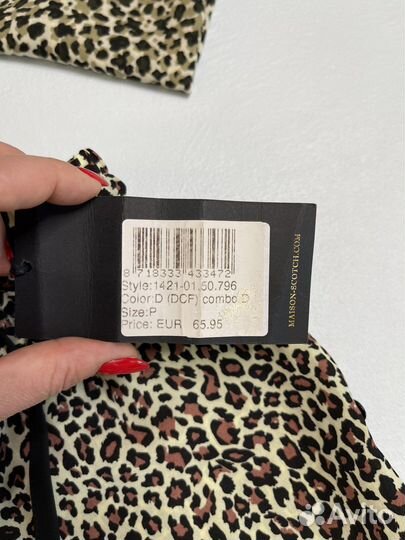 8 718333 433472
Style:1421-01.50.796
Color:D (DCF) combo D
Size:P
Price: EUR 65.95
MAISON-SCOTCH.COM
Avito